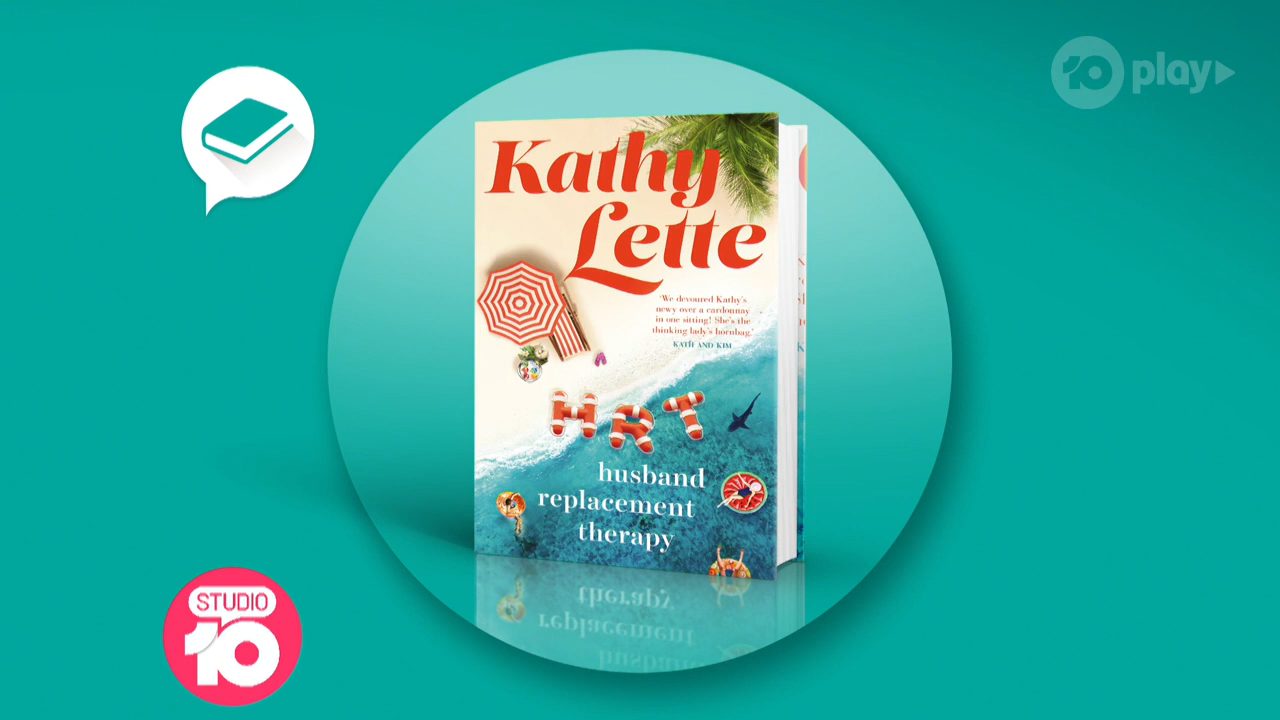 10 play
Kathy
Lette
'We devoured Kathy's
newy over a cardonnay
in one sitting! She's the
thinking lady's hornbag.'
KATH AND KIM
HRT
husband
replacement
therapy
STUDIO
10